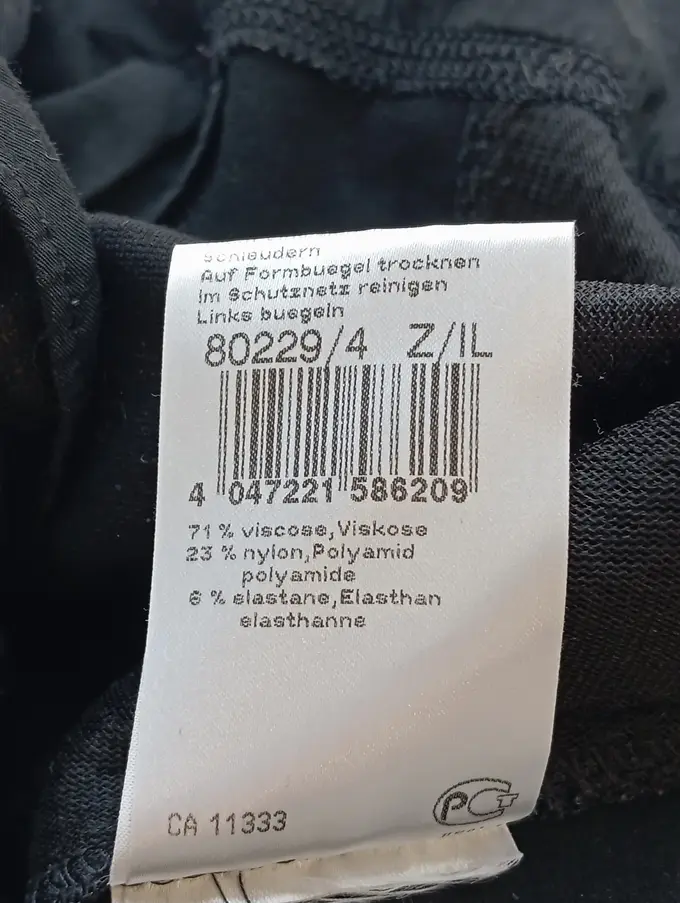 Schleudern
Auf Formbuegel trocknen
Im Schutznetz reinigen
Links buegeln
80229/4 Z/IL
4 047221 586209
71 % viscose,Viskose
23 % nylon,Polyamid
polyamide
6 % elastane,Elasthan
elasthanne
CA 11333
PCT